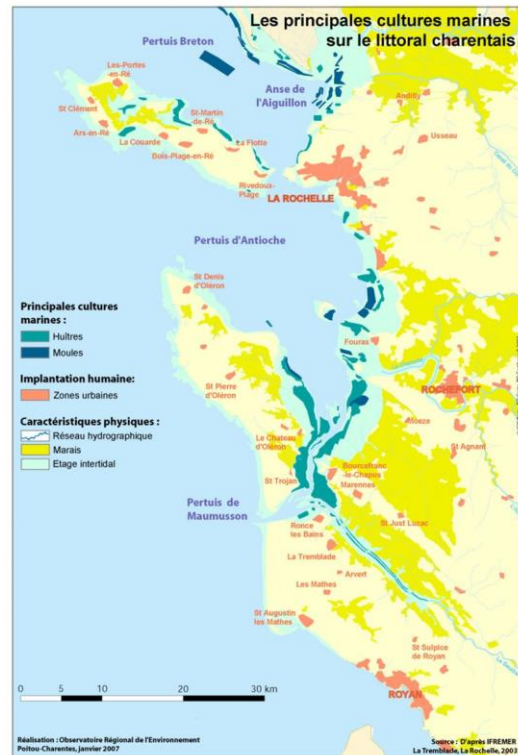 Les principales cultures marines
sur le littoral charentais
Pertuis Breton
Anse de
l'Aiguillon
Les-Portes
en-Ré
St Clément
Ars-en-Ré
St-Martin
de-Ré
La Couarde
La Flotte
Bois-Plage-en-Ré
Rivedoux-
Plage
Andilly
Usseau
LA ROCHELLE
Pertuis d'Antioche
St Denis
d'Oléron
Principales cultures
marines :
Huîtres
Moules
Implantation humaine:
Zones urbaines
Caractéristiques physiques :
Réseau hydrographique
Marais
Etage intertidal
Fouras
ROCHEFORT
St Pierre
d'Oléron
Moeze
St Agnant
Le Chateau
d'Oléron
Bourcefranc
-le-Chapus
Marennes
St Trojan
Pertuis de
Maumusson
St Just Luzac
Ronce
les Bains
La Tremblade
Arvert
Les Mathes
St Augustin
les Mathes
St Sulpice
de Royan
ROYAN
0 5 10 20 30 km
Réalisation : Observatoire Régional de l'Environnement
Poitou-Charentes, janvier 2007
Source : D'après IFREMER
La Tremblade, La Rochelle,